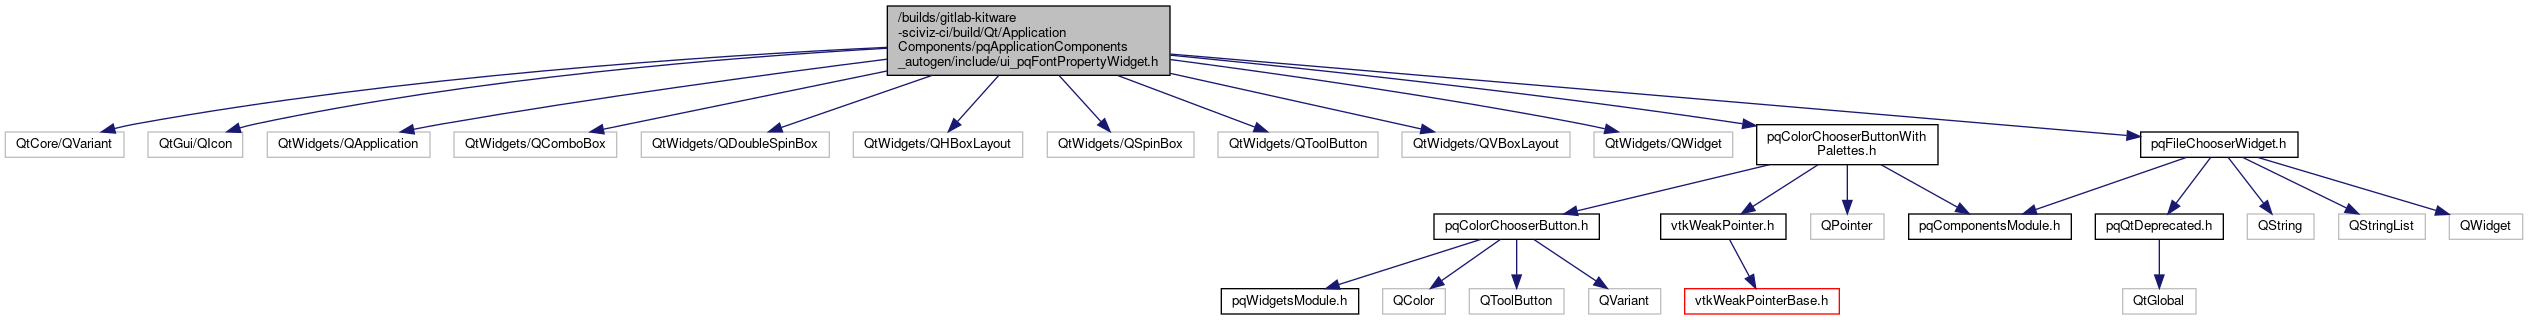 /builds/gitlab-kitware
-sciviz-ci/build/Qt/Application
Components/pqApplicationComponents
_autogen/include/ui_pqFontPropertyWidget.h
QtCore/QVariant
QtGui/QIcon
QtWidgets/QApplication
QtWidgets/QComboBox
QtWidgets/QDoubleSpinBox
QtWidgets/QHBoxLayout
QtWidgets/QSpinBox
QtWidgets/QToolButton
QtWidgets/QVBoxLayout
QtWidgets/QWidget
pqColorChooserButtonWith
Palettes.h
pqFileChooserWidget.h
pqColorChooserButton.h
vtkWeakPointer.h
QPointer
pqComponentsModule.h
pqQtDeprecated.h
QString
QStringList
QWidget
pqWidgetsModule.h
QColor
QToolButton
QVariant
vtkWeakPointerBase.h
QtGlobal